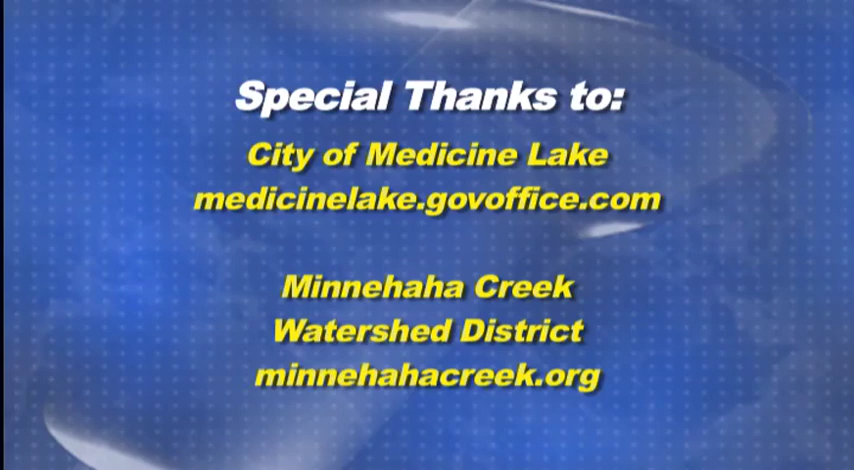 Special Thanks to:
City of Medicine Lake
medicinelake.govoffice.com
Minnehaha Creek
Watershed District
minnehahacreek.org